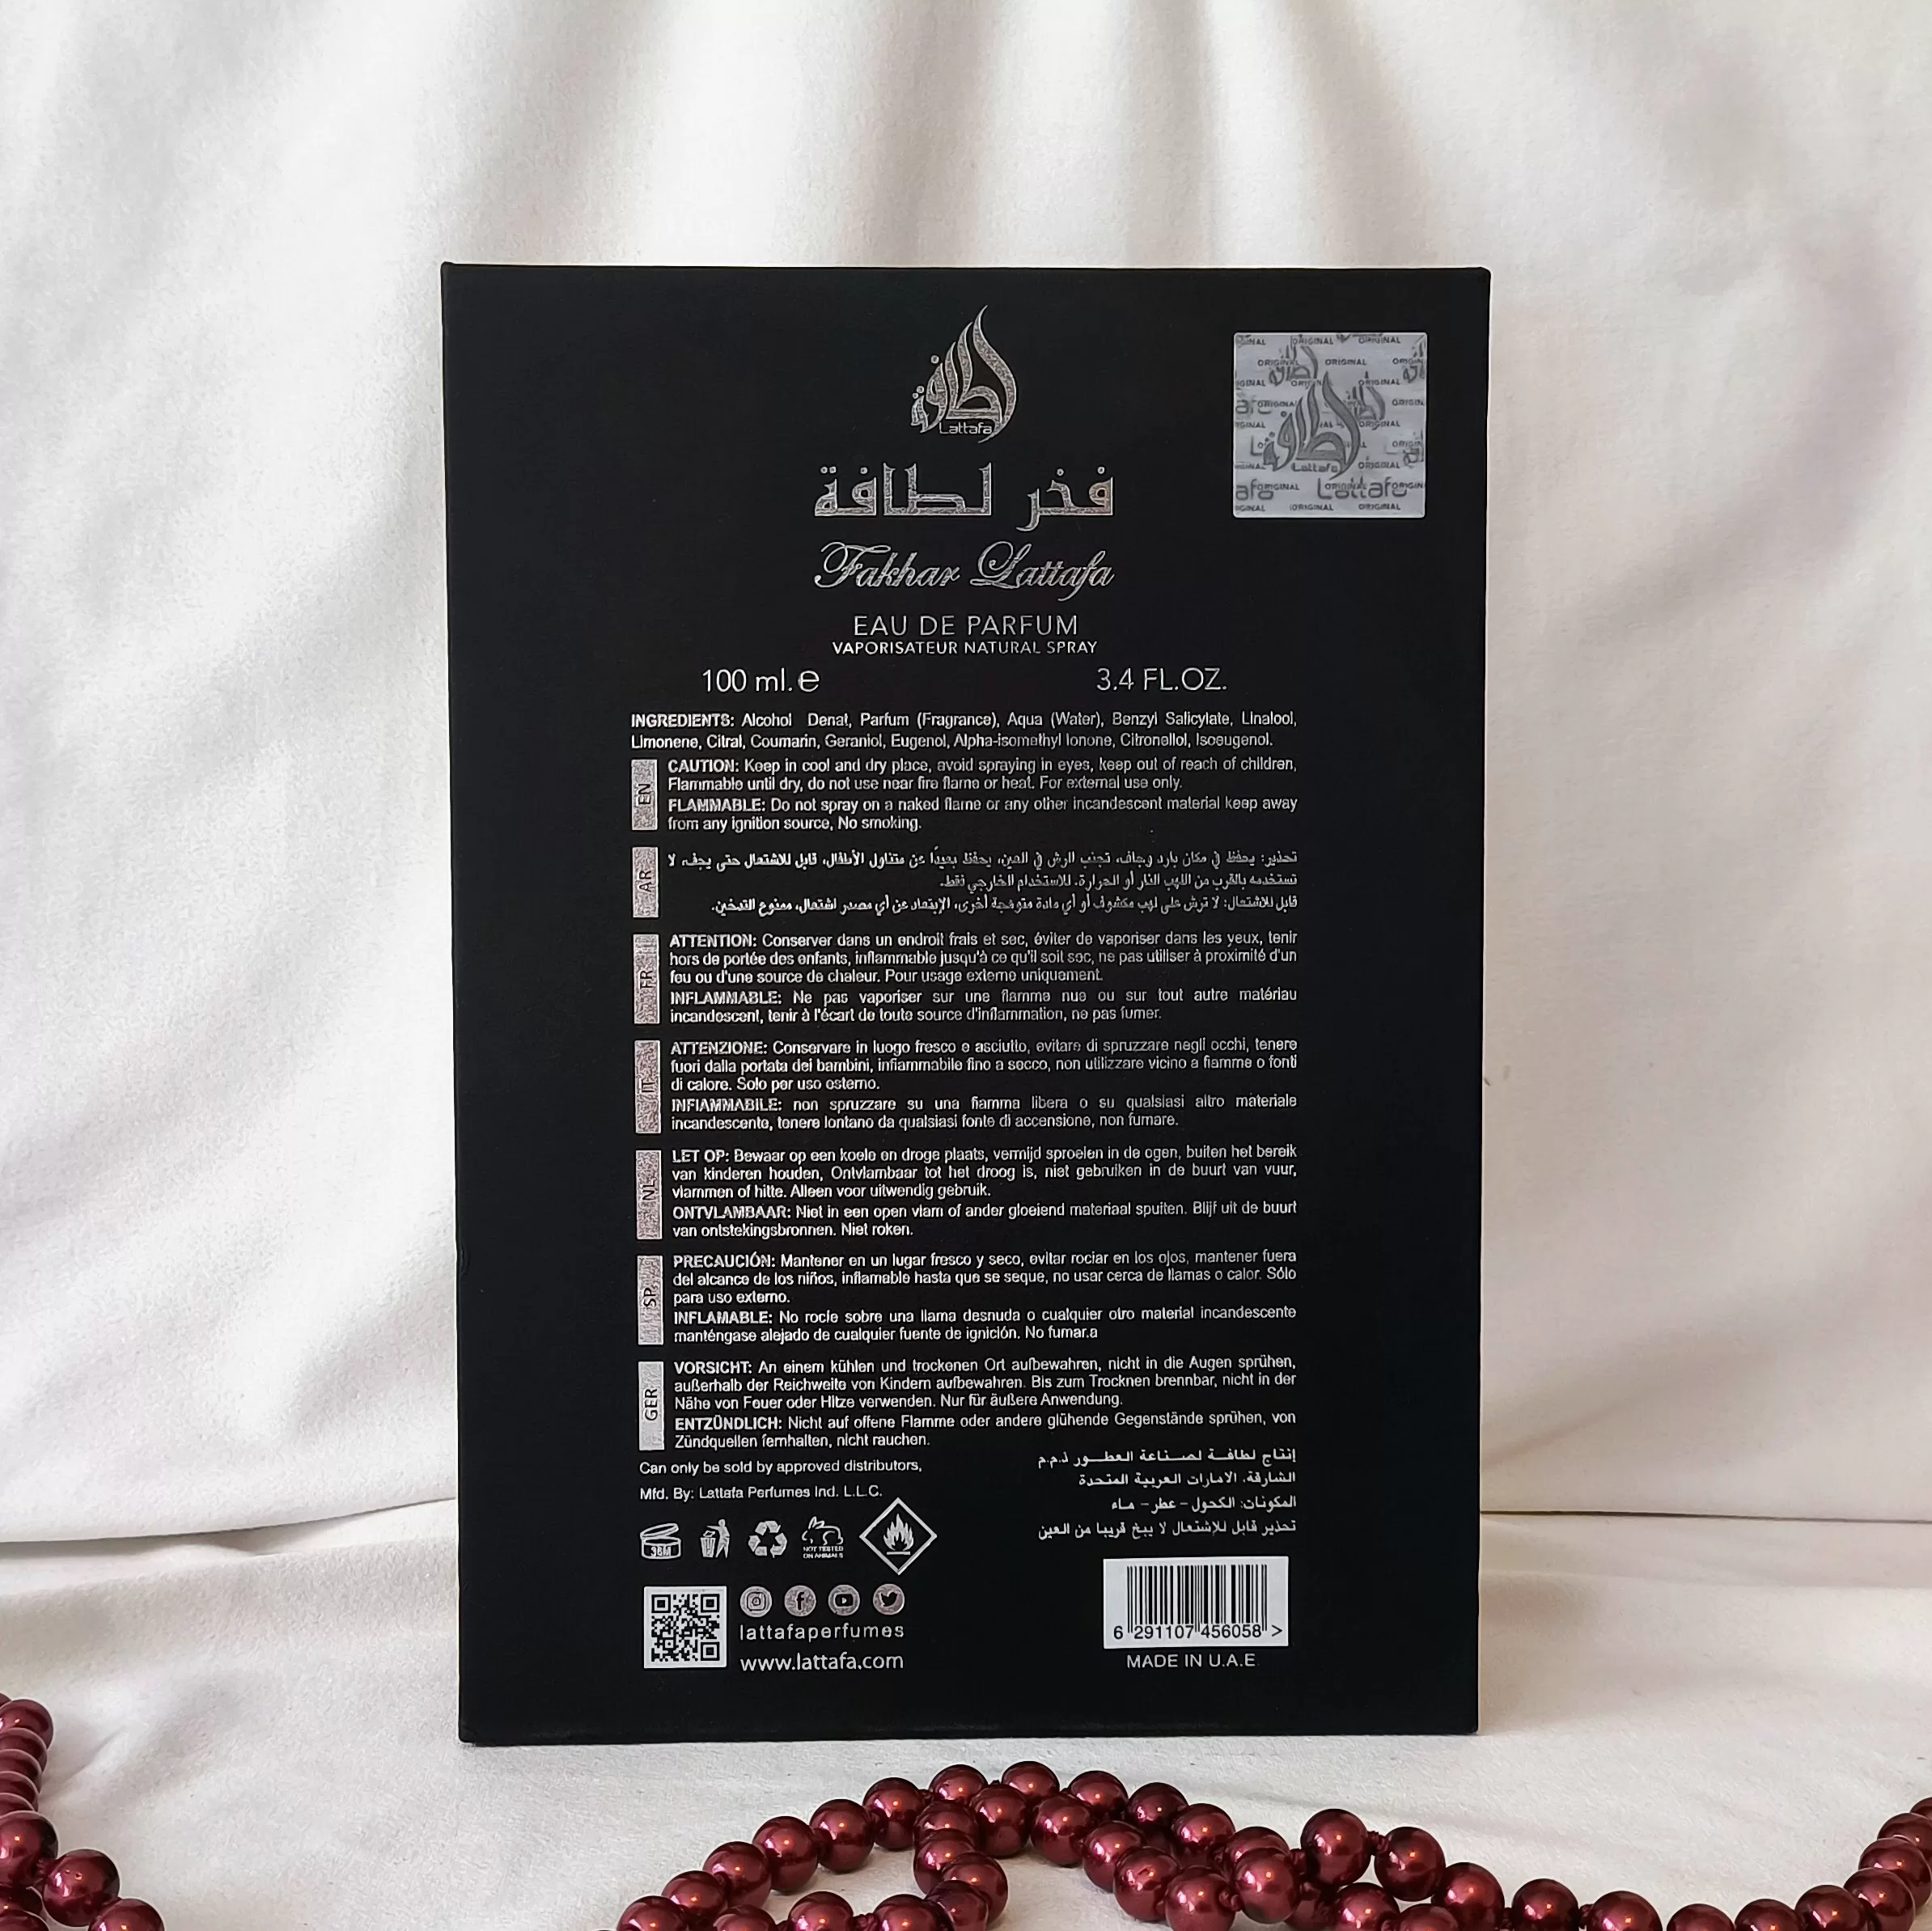 لطافة
Lattafa
فخر لطافة
Fakhar Lattafa
EAU DE PARFUM
VAPORISATEUR NATURAL SPRAY
100 ml. e 3.4 FL.OZ.
ORIGINAL
لطافة
Lattafa
INGREDIENTS: Alcohol Denat, Parfum (Fragrance), Aqua (Water), Benzyl Salicylate, Linalool,
Limonene, Citral, Coumarin, Geraniol, Eugenol, Alpha-isomethyl Ionone, Citronellol, Isoeugenol.
EN
CAUTION: Keep in cool and dry place, avoid spraying in eyes, keep out of reach of children,
Flammable until dry, do not use near fire flame or heat. For external use only.
FLAMMABLE: Do not spray on a naked flame or any other incandescent material keep away
from any ignition source, No smoking.
AR
تحذير: يحفظ في مكان بارد وجاف، تجنب الرش في العين، يحفظ بعيدًا عن متناول الأطفال، قابل للاشتعال حتى يجف، لا
تستخدمه بالقرب من اللهب النار أو الحرارة. للاستخدام الخارجي فقط.
قابل للاشتعال: لا ترش على لهب مكشوف أو أي مادة متوهجة أخرى، الإبتعاد عن أي مصدر اشتعال، ممنوع التدخين.
FR
ATTENTION: Conserver dans un endroit frais et sec, éviter de vaporiser dans les yeux, tenir
hors de portée des enfants, inflammable jusqu'à ce qu'il soit sec, ne pas utiliser à proximité d'un
feu ou d'une source de chaleur. Pour usage externe uniquement.
INFLAMMABLE: Ne pas vaporiser sur une flamme nue ou sur tout autre matériau
incandescent, tenir à l'écart de toute source d'inflammation, ne pas fumer.
IT
ATTENZIONE: Conservare in luogo fresco e asciutto, evitare di spruzzare negli occhi, tenere
fuori dalla portata dei bambini, infiammabile fino a secco, non utilizzare vicino a fiamme o fonti
di calore. Solo per uso esterno.
INFIAMMABILE: non spruzzare su una fiamma libera o su qualsiasi altro materiale
incandescente, tenere lontano da qualsiasi fonte di accensione, non fumare.
NL
LET OP: Bewaar op een koele en droge plaats, vermijd sproeien in de ogen, buiten het bereik
van kinderen houden, Ontvlambaar tot het droog is, niet gebruiken in de buurt van vuur,
vlammen of hitte. Alleen voor uitwendig gebruik.
ONTVLAMBAAR: Niet in een open vlam of ander gloeiend materiaal spuiten. Blijf uit de buurt
van ontstekingsbronnen. Niet roken.
SP
PRECAUCIÓN: Mantener en un lugar fresco y seco, evitar rociar en los ojos, mantener fuera
del alcance de los niños, inflamable hasta que se seque, no usar cerca de llamas o calor. Sólo
para uso externo.
INFLAMABLE: No rocíe sobre una llama desnuda o cualquier otro material incandescente
manténgase alejado de cualquier fuente de ignición. No fumar.a
GER
VORSICHT: An einem kühlen und trockenen Ort aufbewahren, nicht in die Augen sprühen,
außerhalb der Reichweite von Kindern aufbewahren. Bis zum Trocknen brennbar, nicht in der
Nähe von Feuer oder Hitze verwenden. Nur für äußere Anwendung.
ENTZÜNDLICH: Nicht auf offene Flamme oder andere glühende Gegenstände sprühen, von
Zündquellen fernhalten, nicht rauchen.
Can only be sold by approved distributors,
Mfd. By: Lattafa Perfumes Ind. L.L.C.
إنتاج لطافة لصناعة العطور ذ.م.م
الشارقة، الامارات العربية المتحدة
المكونات: الكحول - عطر - ماء
تحذير قابل للإشتعال لا يبخ قريبا من العين
36M
NOT TESTED
ON ANIMALS
lattafaperfumes
www.lattafa.com
6 291107 456058 >
MADE IN U.A.E